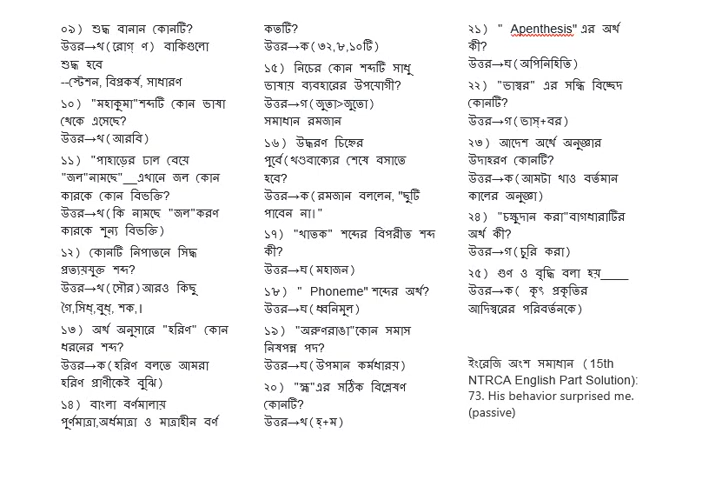 ০৯) শুদ্ধ বানান কোনটি?
উত্তর→খ(রোগ্ ণ) বাকিগুলো
শুদ্ধ হবে
--স্টেশন, বিপ্রকর্ষ, সাধারণ
১০) "মহাকুমা"শব্দটি কোন ভাষা
থেকে এসেছে?
উত্তর→খ(আরবি)
১১) "পাহাড়ের ঢাল বেয়ে
"জল"নামছে"__এখানে জল কোন
কারকে কোন বিভক্তি?
উত্তর→খ(কি নামছে "জল"করণ
কারকে শূন্য বিভক্তি)
১২) কোনটি নিপাতনে সিদ্ধ
প্রত্যয়যুক্ত শব্দ?
উত্তর→খ(সৌর)আরও কিছু
গৈ,সিধ্,বুধ্, শক,।
১৩) অর্থ অনুসারে "হরিণ" কোন
ধরনের শব্দ?
উত্তর→ক(হরিণ বলতে আমরা
হরিণ প্রাণীকেই বুঝি)
১৪) বাংলা বর্ণমালায়
পূর্ণমাত্রা,অর্ধমাত্রা ও মাত্রাহীন বর্ণ
কতটি?
উত্তর→ক(৩২,৮,১০টি)
১৫) নিচের কোন শব্দটি সাধু
ভাষায় ব্যবহারের উপযোগী?
উত্তর→গ(জুতা>জুতো)
সমাধান রমজান
১৬) উদ্ধরণ চিহ্নের
পূর্বে(খণ্ডবাক্যের শেষে বসাতে
হবে?
উত্তর→ক(রমজান বললেন, "ছুটি
পাবেন না।"
১৭) "খাতক" শব্দের বিপরীত শব্দ
কী?
উত্তর→ঘ(মহাজন)
১৮) " Phoneme" শব্দের অর্থ?
উত্তর→ঘ(ধ্বনিমূল)
১৯) "অরুণরাঙা"কোন সমাস
নিষপন্ন পদ?
উত্তর→ঘ(উপমান কর্মধারয়)
২০) "হ্ম"এর সঠিক বিশ্লেষণ
কোনটি?
উত্তর→খ(হ্+ম)
২১) " Apenthesis" এর অর্থ
কী?
উত্তর→ঘ(অপিনিহিতি)
২২) "ভাস্বর" এর সন্ধি বিচ্ছেদ
কোনটি?
উত্তর→গ(ভাস্+বর)
২৩) আদেশ অর্থে অনুজ্ঞার
উদাহরণ কোনটি?
উত্তর→ক(আমটা খাও বর্তমান
কালের অনুজ্ঞা)
২৪) "চক্ষুদান করা"বাগধারাটির
অর্থ কী?
উত্তর→গ(চুরি করা)
২৫) গুণ ও বৃদ্ধি বলা হয়____
উত্তর→ক( কৃৎ প্রকৃতির
আদিস্বরের পরিবর্তনকে)
ইংরেজি অংশ সমাধান (15th
NTRCA English Part Solution):
73. His behavior surprised me.
(passive)